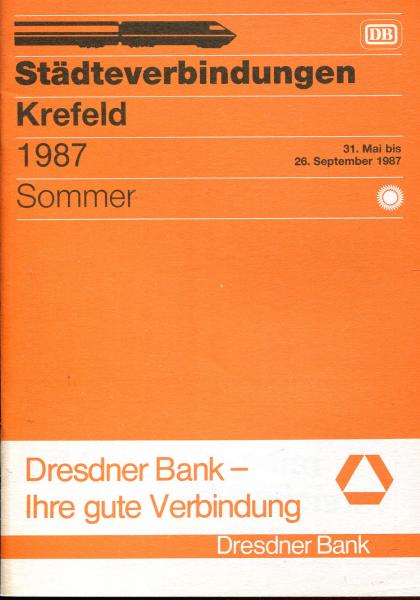 DB
Städteverbindungen
Krefeld
1987
31. Mai bis
26. September 1987
Sommer
Dresdner Bank –
Ihre gute Verbindung
Dresdner Bank